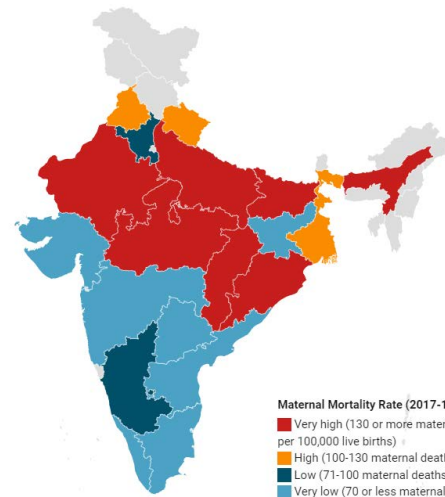 Maternal Mortality Rate (2017-1
Very high (130 or more mater
per 100,000 live births)
High (100-130 maternal death
Low (71-100 maternal deaths
Very low (70 or less maternal